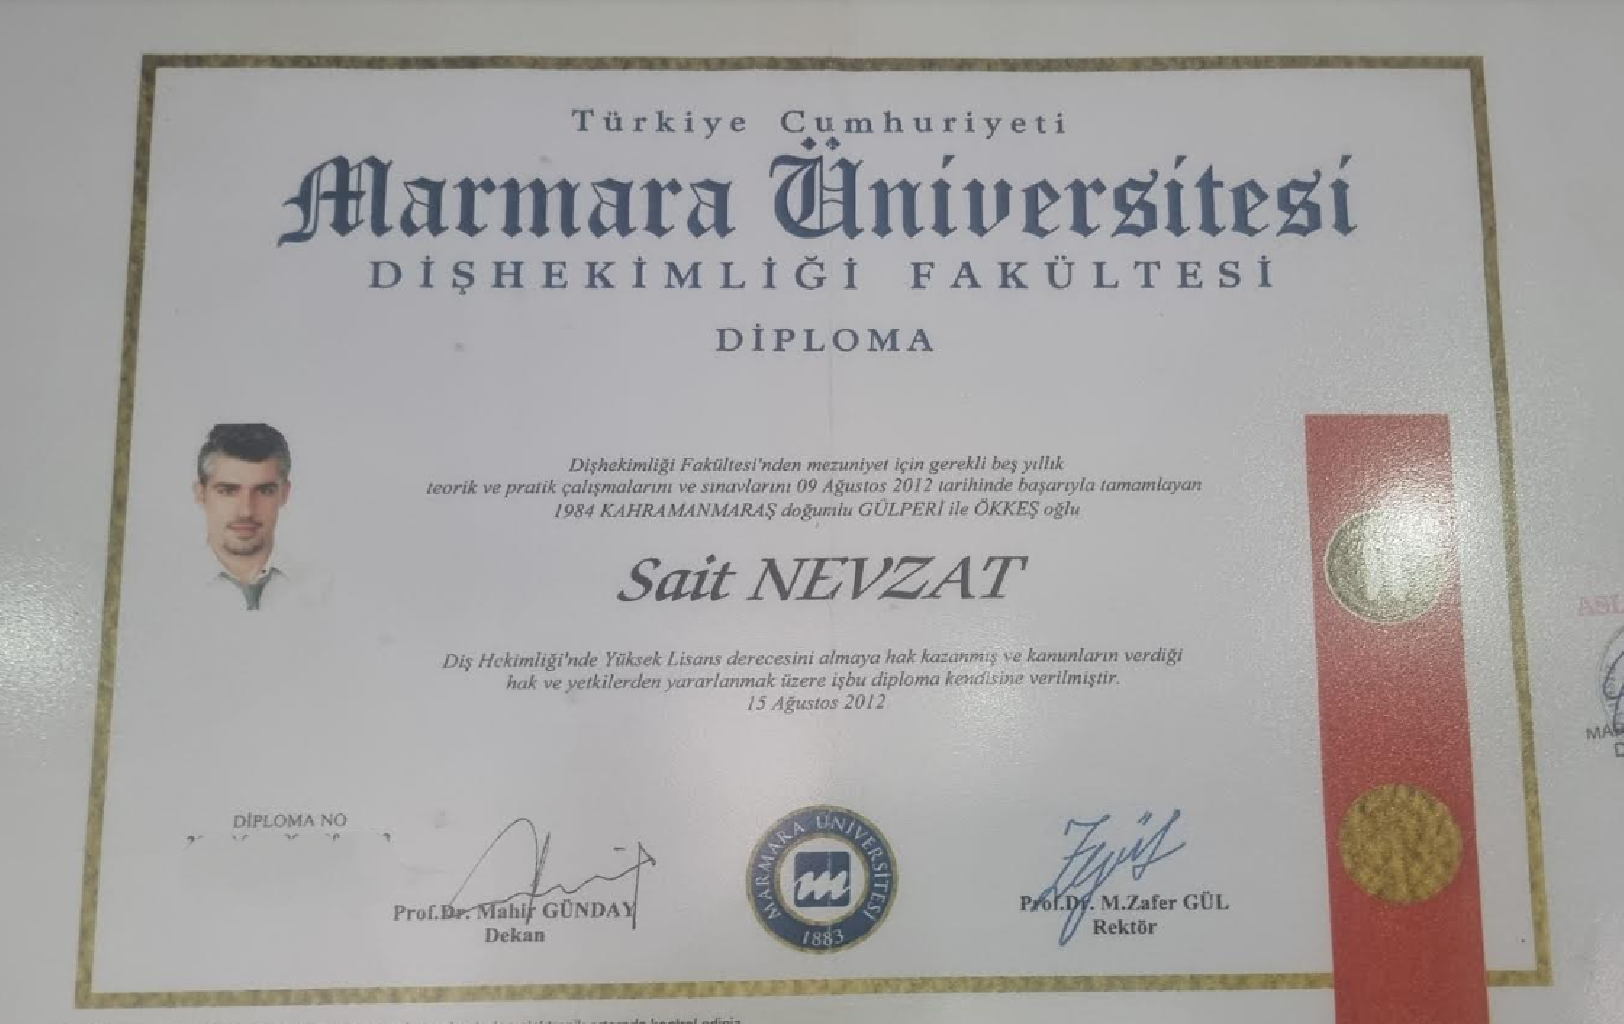 Türkiye Cumhuriyeti
Marmara Üniversitesi
DİŞHEKİMLİĞİ FAKÜLTESİ
DİPLOMA
Dişhekimliği Fakültesi'nden mezuniyet için gerekli beş yıllık
teorik ve pratik çalışmalarını ve sınavlarını 09 Ağustos 2012 tarihinde başarıyla tamamlayan
1984 KAHRAMANMARAŞ doğumlu GÜLPERİ ile ÖKKEŞ oğlu
Sait NEVZAT
Diş Hekimliği'nde Yüksek Lisans derecesini almaya hak kazanmış ve kanunların verdiği
hak ve yetkilerden yararlanmak üzere işbu diploma kendisine verilmiştir.
15 Ağustos 2012
DİPLOMA NO
Prof.Dr. Mahir GÜNDAY
Dekan
MARMARA ÜNİVERSİTESİ
m
1883
Prof.Dr. M.Zafer GÜL
Rektör